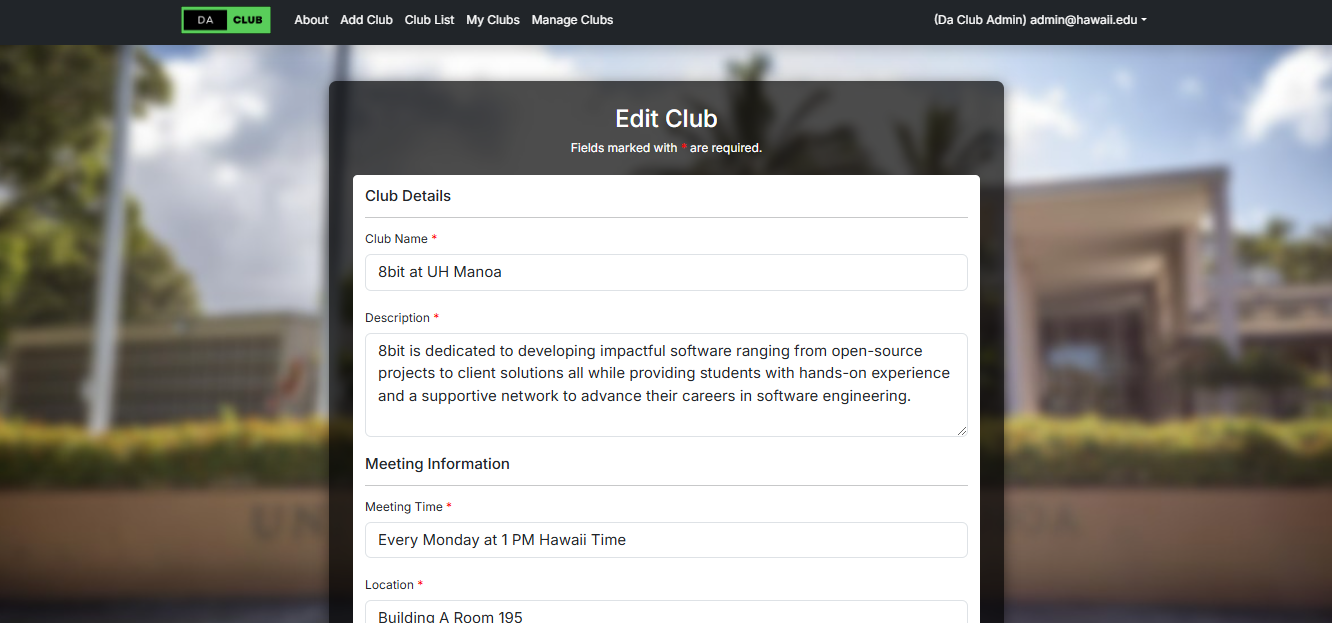 DA CLUB About Add Club Club List My Clubs Manage Clubs (Da Club Admin) admin@hawaii.edu
Edit Club
Fields marked with * are required.
Club Details
Club Name *
8bit at UH Manoa
Description *
8bit is dedicated to developing impactful software ranging from open-source
projects to client solutions all while providing students with hands-on experience
and a supportive network to advance their careers in software engineering.
Meeting Information
Meeting Time *
Every Monday at 1 PM Hawaii Time
Location *
Building A Room 195